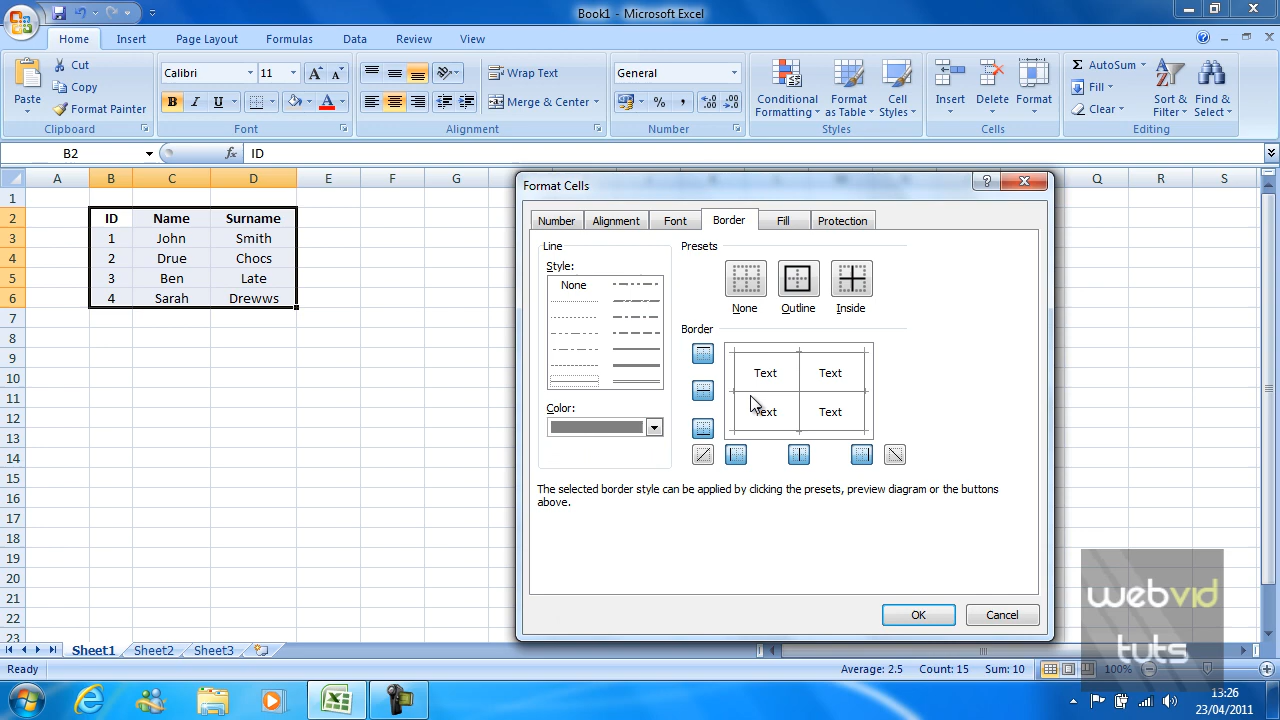 Book1 - Microsoft Excel
Home Insert Page Layout Formulas Data Review View
Paste
Cut
Copy
Format Painter
Clipboard
Calibri 11
B I U
Font
Wrap Text
Merge & Center
Alignment
General
% ,
Number
Conditional Formatting
Format as Table
Cell Styles
Styles
Insert Delete Format
Cells
AutoSum
Fill
Clear
Sort & Filter
Find & Select
Editing
B2 fx ID
A B C D E F G Q R S
1
2 ID Name Surname
3 1 John Smith
4 2 Drue Chocs
5 3 Ben Late
6 4 Sarah Drewws
7
8
9
10
11
12
13
14
15
16
17
18
19
20
21
22
23
Format Cells
Number Alignment Font Border Fill Protection
Line
Style:
None
Color:
Presets
None Outline Inside
Border
Text Text
Text Text
The selected border style can be applied by clicking the presets, preview diagram or the buttons
above.
OK Cancel
webvid
tuts
Sheet1 Sheet2 Sheet3
Ready Average: 2.5 Count: 15 Sum: 10 100%
13:26
23/04/2011